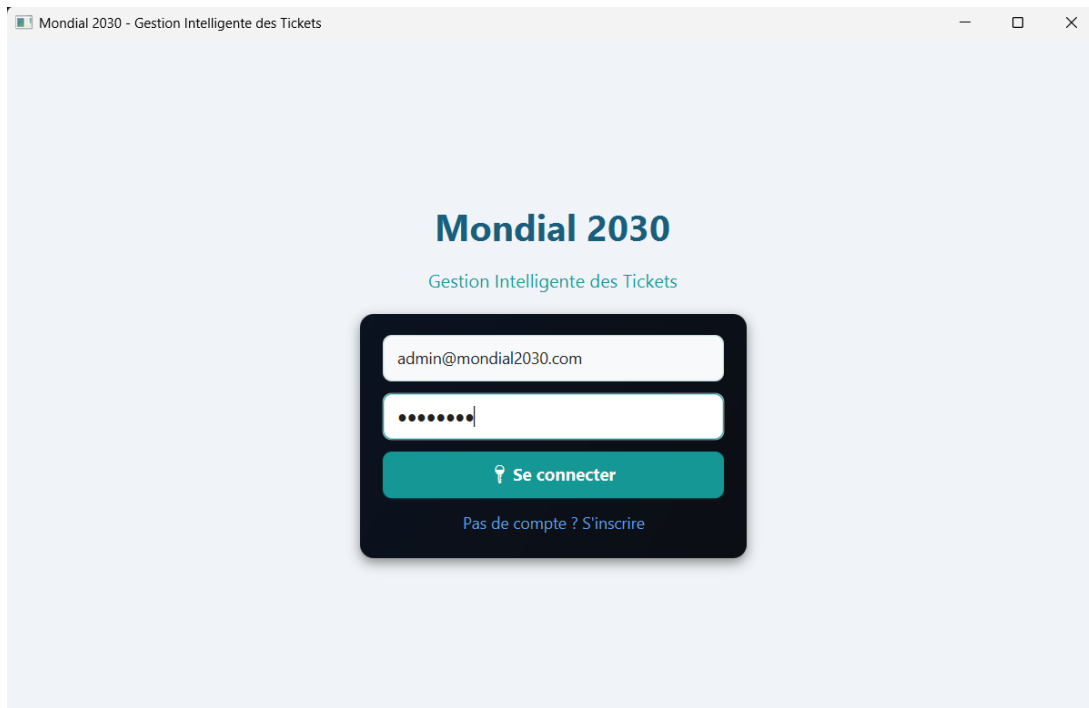 Mondial 2030 - Gestion Intelligente des Tickets
Mondial 2030
Gestion Intelligente des Tickets
admin@mondial2030.com
••••••••
Se connecter
Pas de compte ? S'inscrire